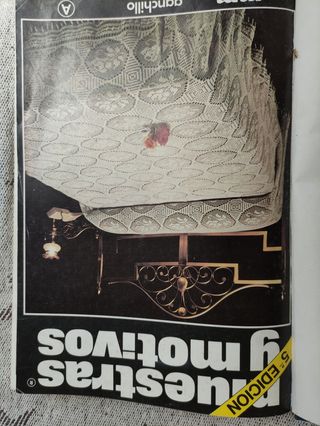 5ª EDICION
muestras ®
y motivos
ganchillo A